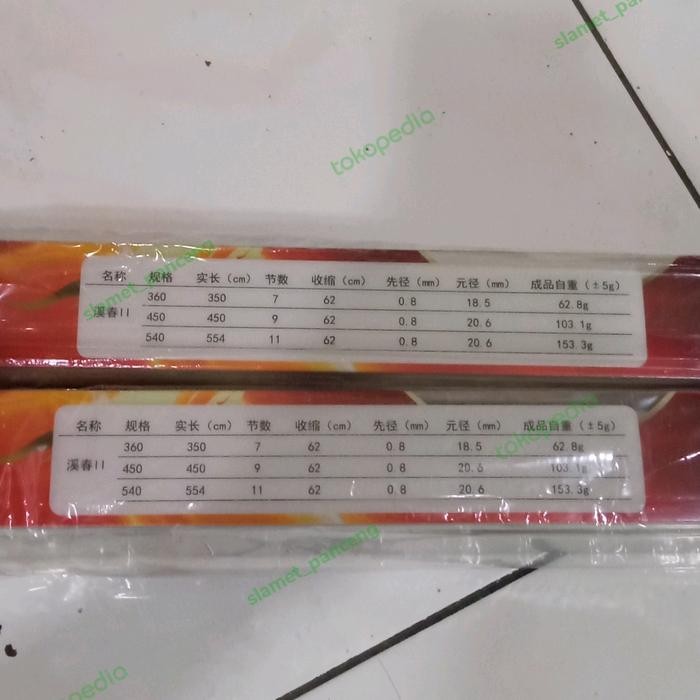 slamet_pancang
tokopedia
名称 规格 实长(cm) 节数 收缩(cm) 先径(mm) 元径(mm) 成品自重(±5g)
360 350 7 62 0.8 18.5 62.8g
溪春II 450 450 9 62 0.8 20.6 103.1g
540 554 11 62 0.8 20.6 153.3g
slamet_pancang
名称 规格 实长(cm) 节数 收缩(cm) 先径(mm) 元径(mm) 成品自重(±5g)
360 350 7 62 0.8 18.5 62.8g
溪春II 450 450 9 62 0.8 20.6 103.1g
540 554 11 62 0.8 20.6 153.3g
tokopedia
slamet_pancang
tokopedia